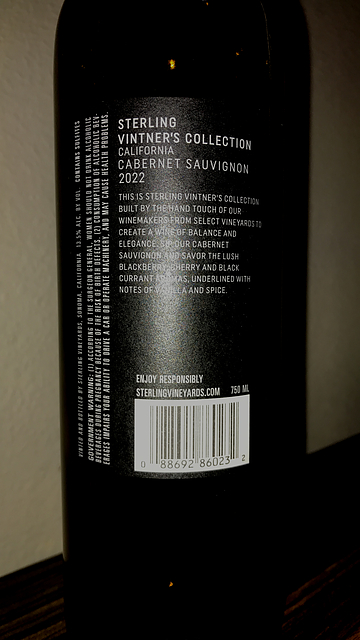 STERLING
VINTNER'S COLLECTION
CALIFORNIA
CABERNET SAUVIGNON
2022
THIS IS STERLING VINTNER'S COLLECTION
BUILT BY THE HAND TOUCH OF OUR
WINEMAKERS FROM SELECT VINEYARDS TO
CREATE A WINE OF BALANCE AND
ELEGANCE. SIP OUR CABERNET
SAUVIGNON AND SAVOR THE LUSH
BLACKBERRY, CHERRY AND BLACK
CURRANT AROMAS, UNDERLINED WITH
NOTES OF VANILLA AND SPICE.
ENJOY RESPONSIBLY
STERLINGVINEYARDS.COM 750 ML
0 88692 86023 2
VINTED AND BOTTLED BY STERLING VINEYARDS, SONOMA, CALIFORNIA 13.5% ALC. BY VOL. CONTAINS SULFITES
GOVERNMENT WARNING: (1) ACCORDING TO THE SURGEON GENERAL, WOMEN SHOULD NOT DRINK ALCOHOLIC
BEVERAGES DURING PREGNANCY BECAUSE OF THE RISK OF BIRTH DEFECTS. (2) CONSUMPTION OF ALCOHOLIC BEV-
ERAGES IMPAIRS YOUR ABILITY TO DRIVE A CAR OR OPERATE MACHINERY, AND MAY CAUSE HEALTH PROBLEMS.